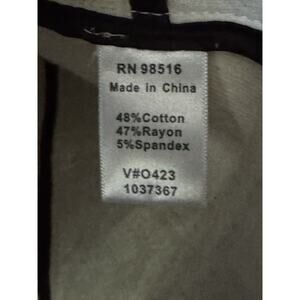 RN 98516
Made in China
48%Cotton
47%Rayon
5%Spandex
V#O423
1037367